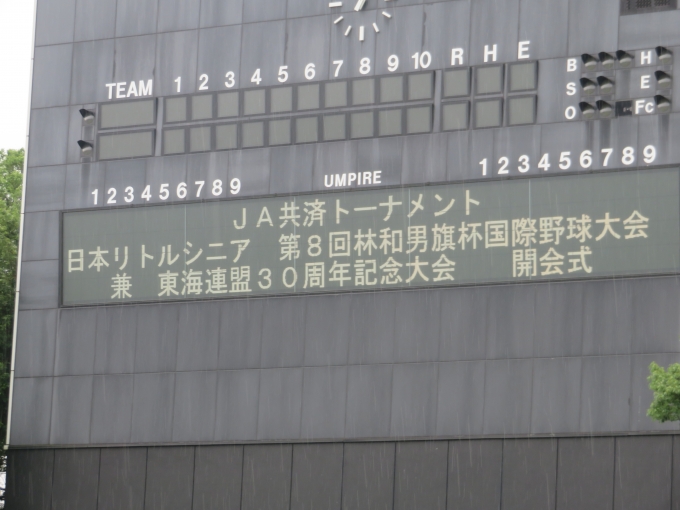 TEAM 1 2 3 4 5 6 7 8 9 10 R H E
B H
S E
O Fc
1 2 3 4 5 6 7 8 9 UMPIRE 1 2 3 4 5 6 7 8 9
JA共済トーナメント
日本リトルシニア 第8回林和男旗杯国際野球大会
兼 東海連盟30周年記念大会 開会式